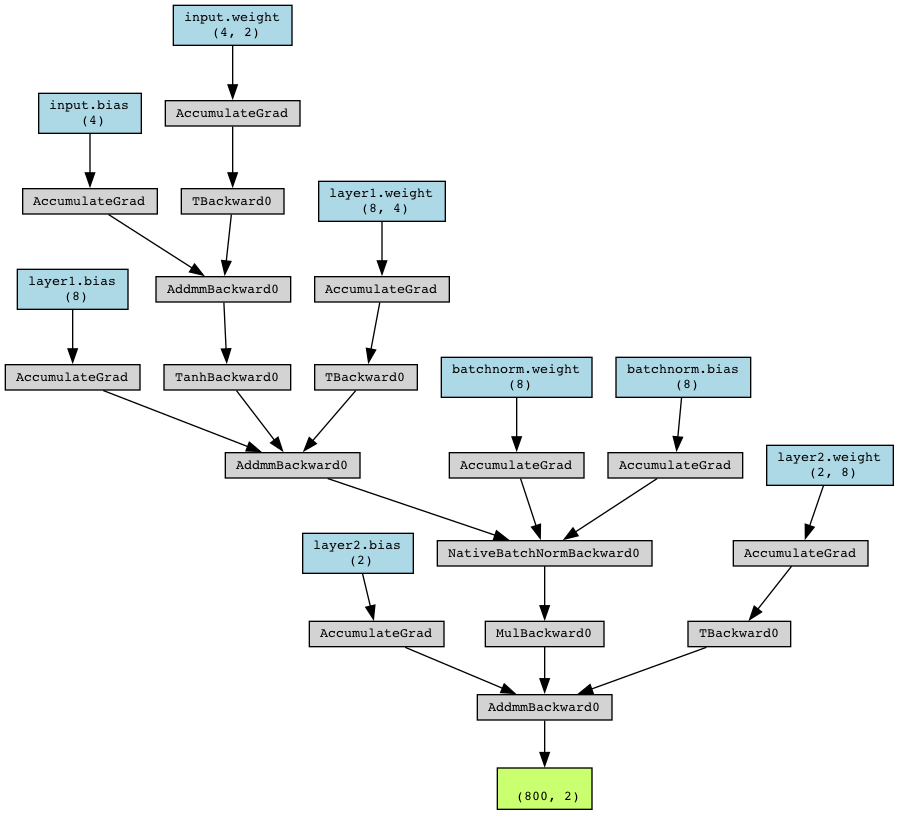 input.weight
(4, 2)
input.bias
(4)
AccumulateGrad
AccumulateGrad
TBackward0
layer1.weight
(8, 4)
layer1.bias
(8)
AddmmBackward0
AccumulateGrad
AccumulateGrad
TanhBackward0
TBackward0
batchnorm.weight
(8)
batchnorm.bias
(8)
AddmmBackward0
AccumulateGrad
AccumulateGrad
layer2.weight
(2, 8)
layer2.bias
(2)
NativeBatchNormBackward0
AccumulateGrad
AccumulateGrad
MulBackward0
TBackward0
AddmmBackward0
(800, 2)